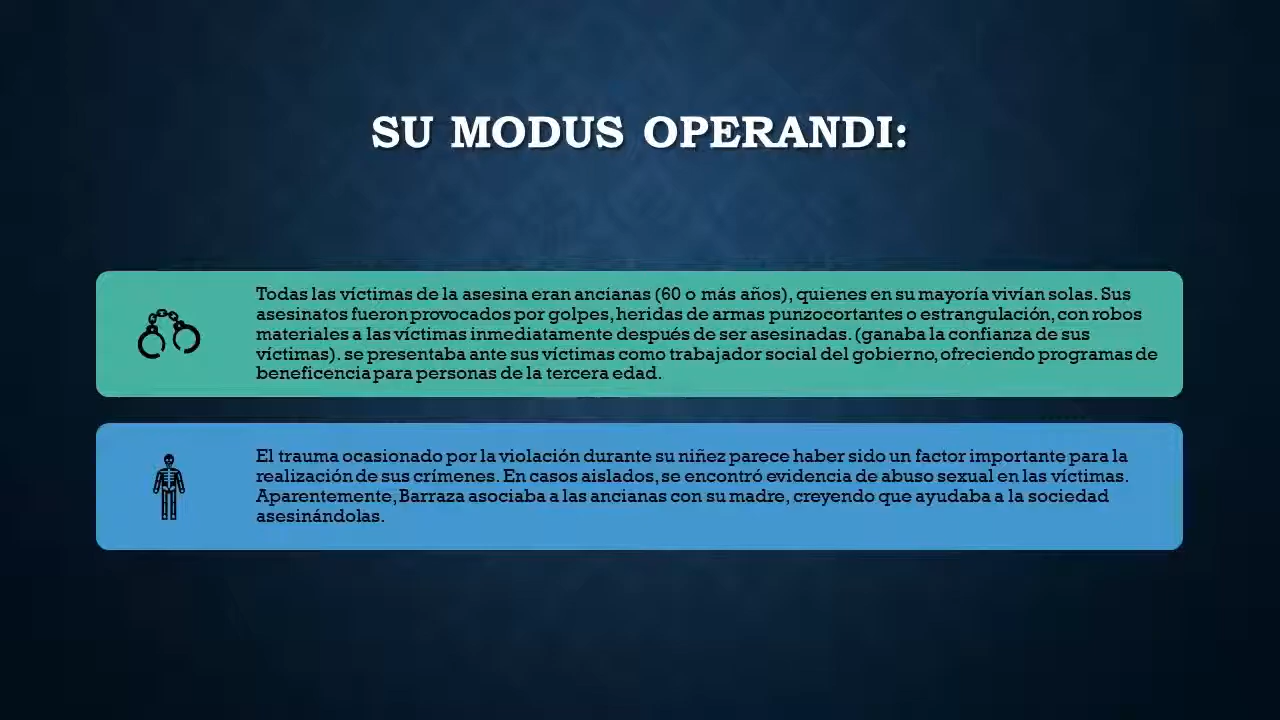 SU MODUS OPERANDI:
Todas las víctimas de la asesina eran ancianas (60 o más años), quienes en su mayoría vivían solas. Sus
asesinatos fueron provocados por golpes, heridas de armas punzocortantes o estrangulación, con robos
materiales a las víctimas inmediatamente después de ser asesinadas. (ganaba la confianza de sus
víctimas). se presentaba ante sus víctimas como trabajador social del gobierno, ofreciendo programas de
beneficencia para personas de la tercera edad.
El trauma ocasionado por la violación durante su niñez parece haber sido un factor importante para la
realización de sus crímenes. En casos aislados, se encontró evidencia de abuso sexual en las víctimas.
Aparentemente, Barraza asociaba a las ancianas con su madre, creyendo que ayudaba a la sociedad
asesinándolas.